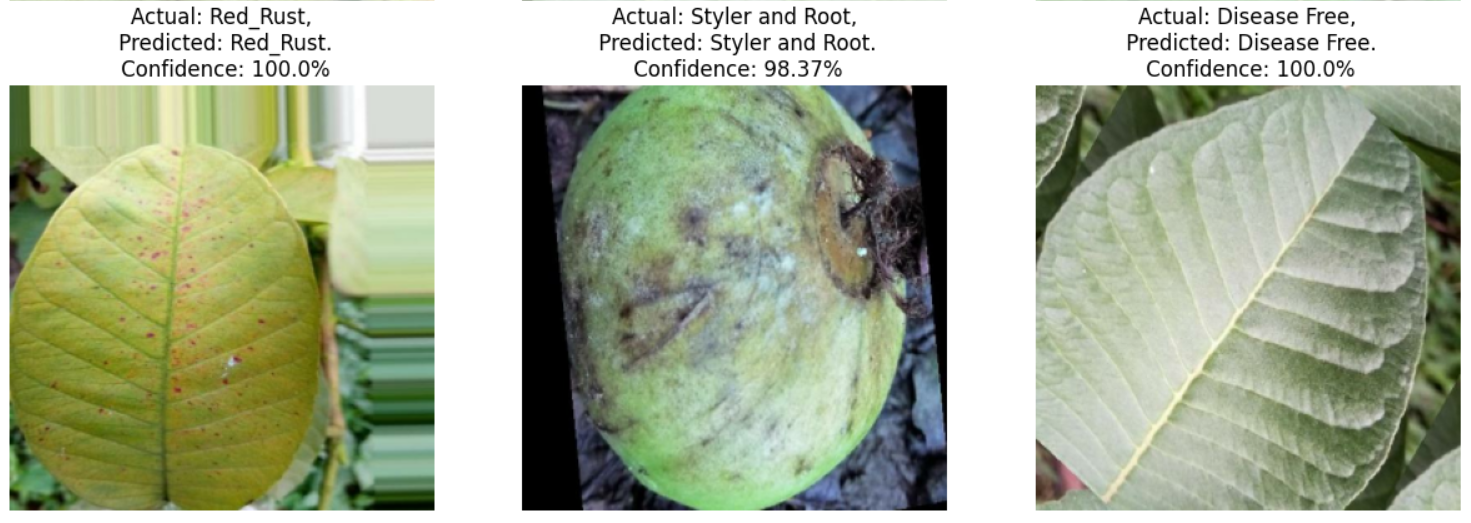 Actual: Red_Rust,
Predicted: Red_Rust.
Confidence: 100.0%
Actual: Styler and Root,
Predicted: Styler and Root.
Confidence: 98.37%
Actual: Disease Free,
Predicted: Disease Free.
Confidence: 100.0%